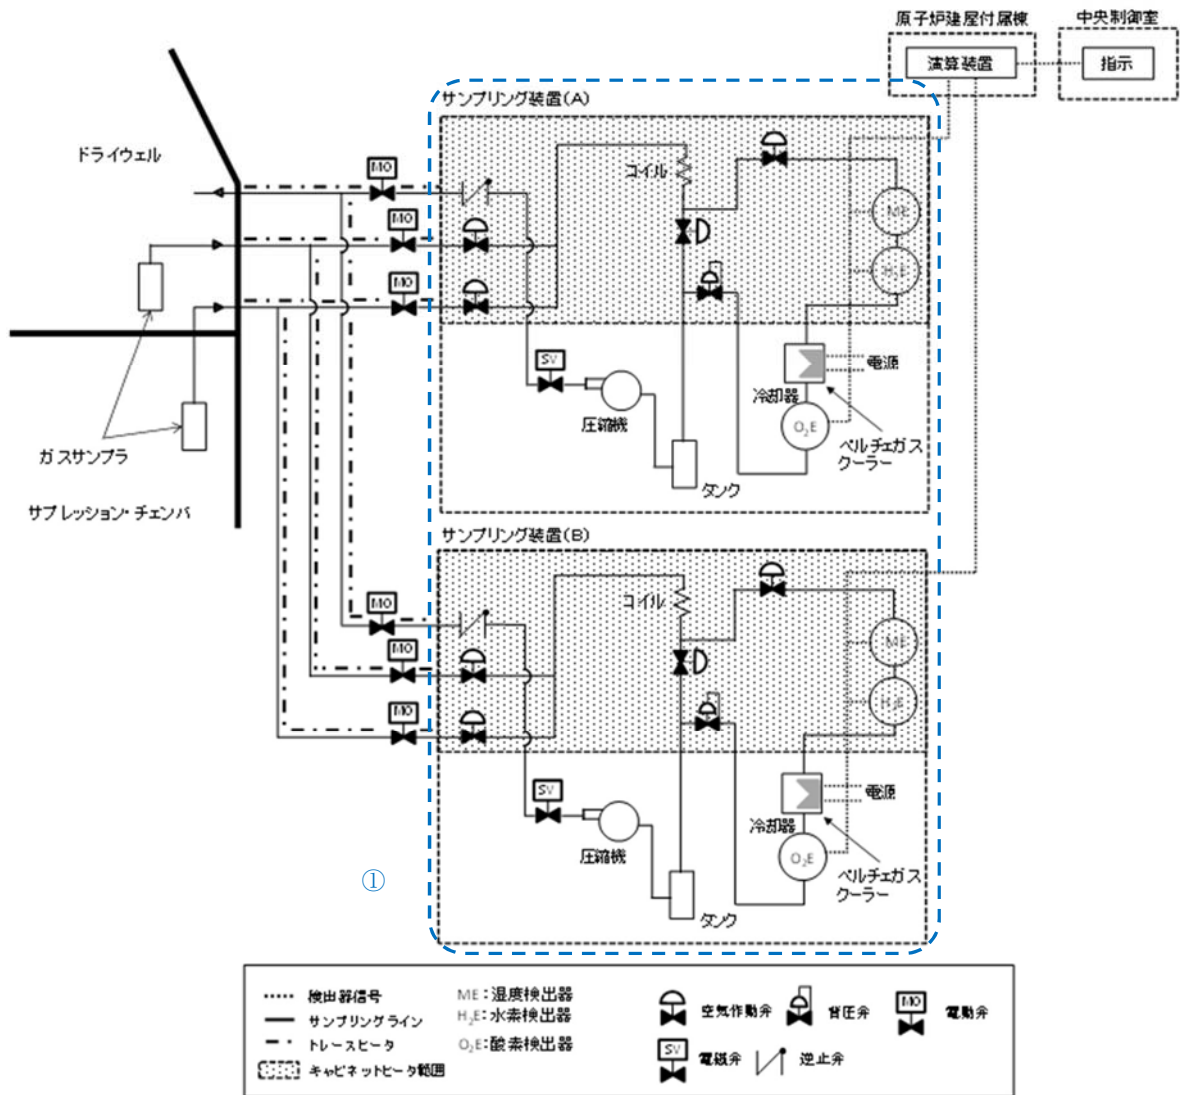 原子炉建屋付属棟
中央制御室
演算装置
指示
サンプリング装置(A)
ドライウェル
MO
コイル
MO
ME
MO
H₂E
SV
電源
冷却器
圧縮機
O₂E
ペルチェガス
クーラー
ガスサンプラ
タンク
サプレッション・チェンバ
サンプリング装置(B)
MO
コイル
MO
ME
MO
H₂E
SV
電源
冷却器
圧縮機
O₂E
ペルチェガス
クーラー
①
タンク
検出器信号
サンプリングライン
トレースヒータ
キャビネットヒータ範囲
ME:湿度検出器
H₂E:水素検出器
O₂E:酸素検出器
空気作動弁
背圧弁
MO
電動弁
SV
電磁弁
逆止弁